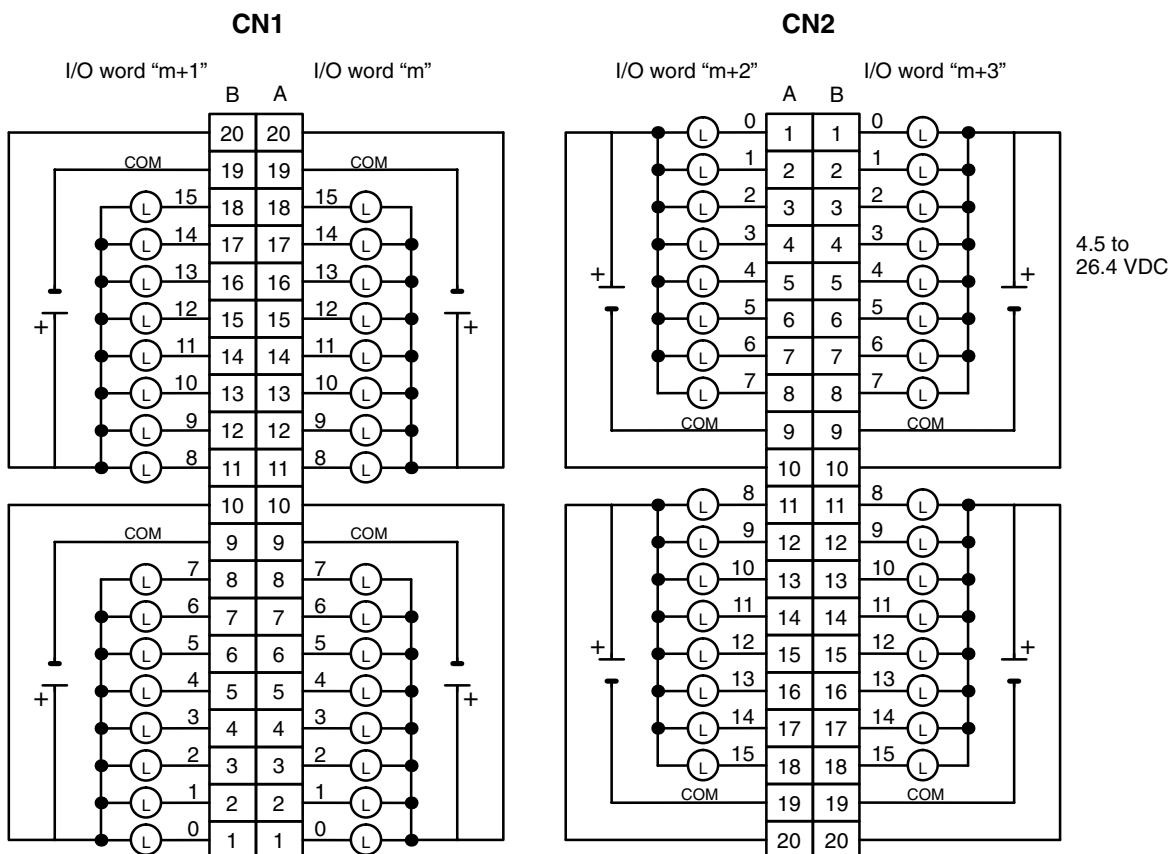 CN1 CN2
I/O word “m+1” I/O word “m” I/O word “m+2” I/O word “m+3”
B A A B
20 20 L 0 1 1 0 L
COM 19 19 COM L 1 2 2 1 L
L 15 18 18 15 L L 2 3 3 2 L
L 14 17 17 14 L L 3 4 4 3 L 4.5 to
L 13 16 16 13 L + L 4 5 5 4 L + 26.4 VDC
+ L 12 15 15 12 L + L 5 6 6 5 L
L 11 14 14 11 L L 6 7 7 6 L
L 10 13 13 10 L L 7 8 8 7 L
L 9 12 12 9 L COM 9 9 COM
L 8 11 11 8 L 10 10
10 10 L 8 11 11 8 L
COM 9 9 COM L 9 12 12 9 L
L 7 8 8 7 L L 10 13 13 10 L
L 6 7 7 6 L L 11 14 14 11 L
L 5 6 6 5 L + L 12 15 15 12 L +
+ L 4 5 5 4 L + L 13 16 16 13 L
L 3 4 4 3 L L 14 17 17 14 L
L 2 3 3 2 L L 15 18 18 15 L
L 1 2 2 1 L COM 19 19 COM
L 0 1 1 0 L 20 20